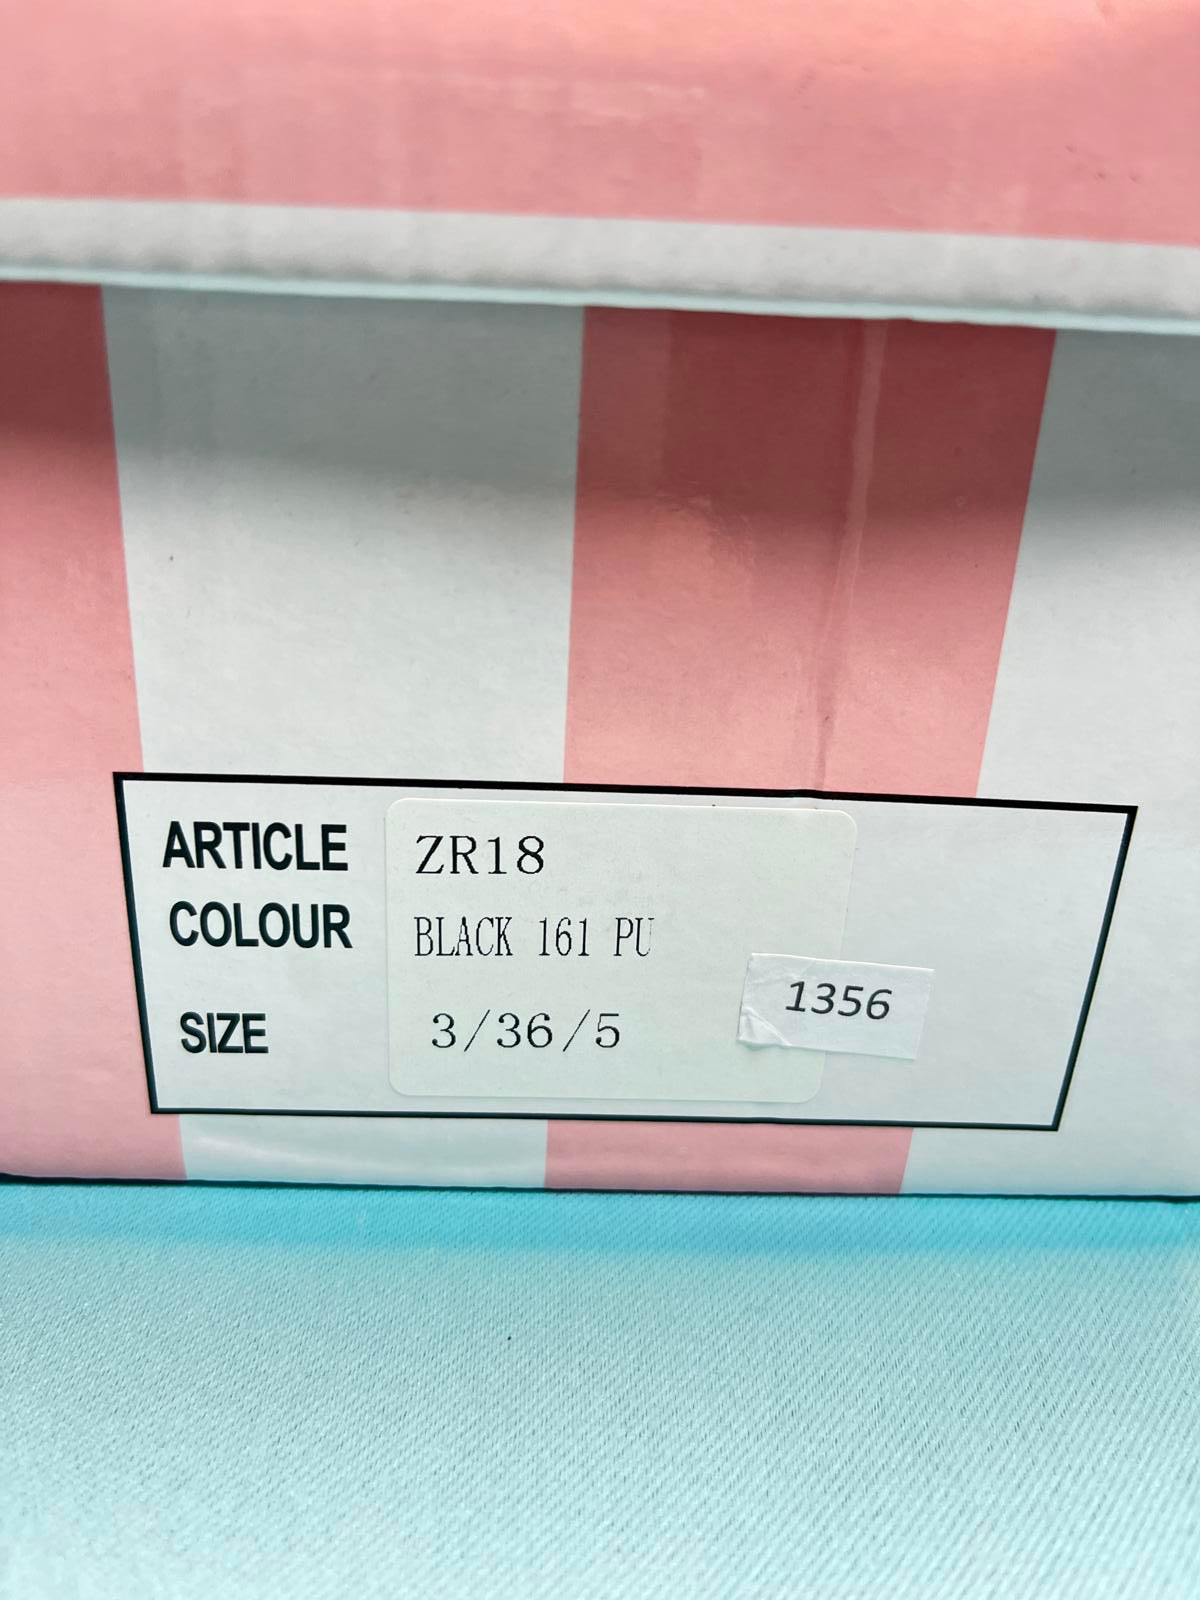 ARTICLE ZR18
COLOUR BLACK 161 PU
1356
SIZE 3/36/5